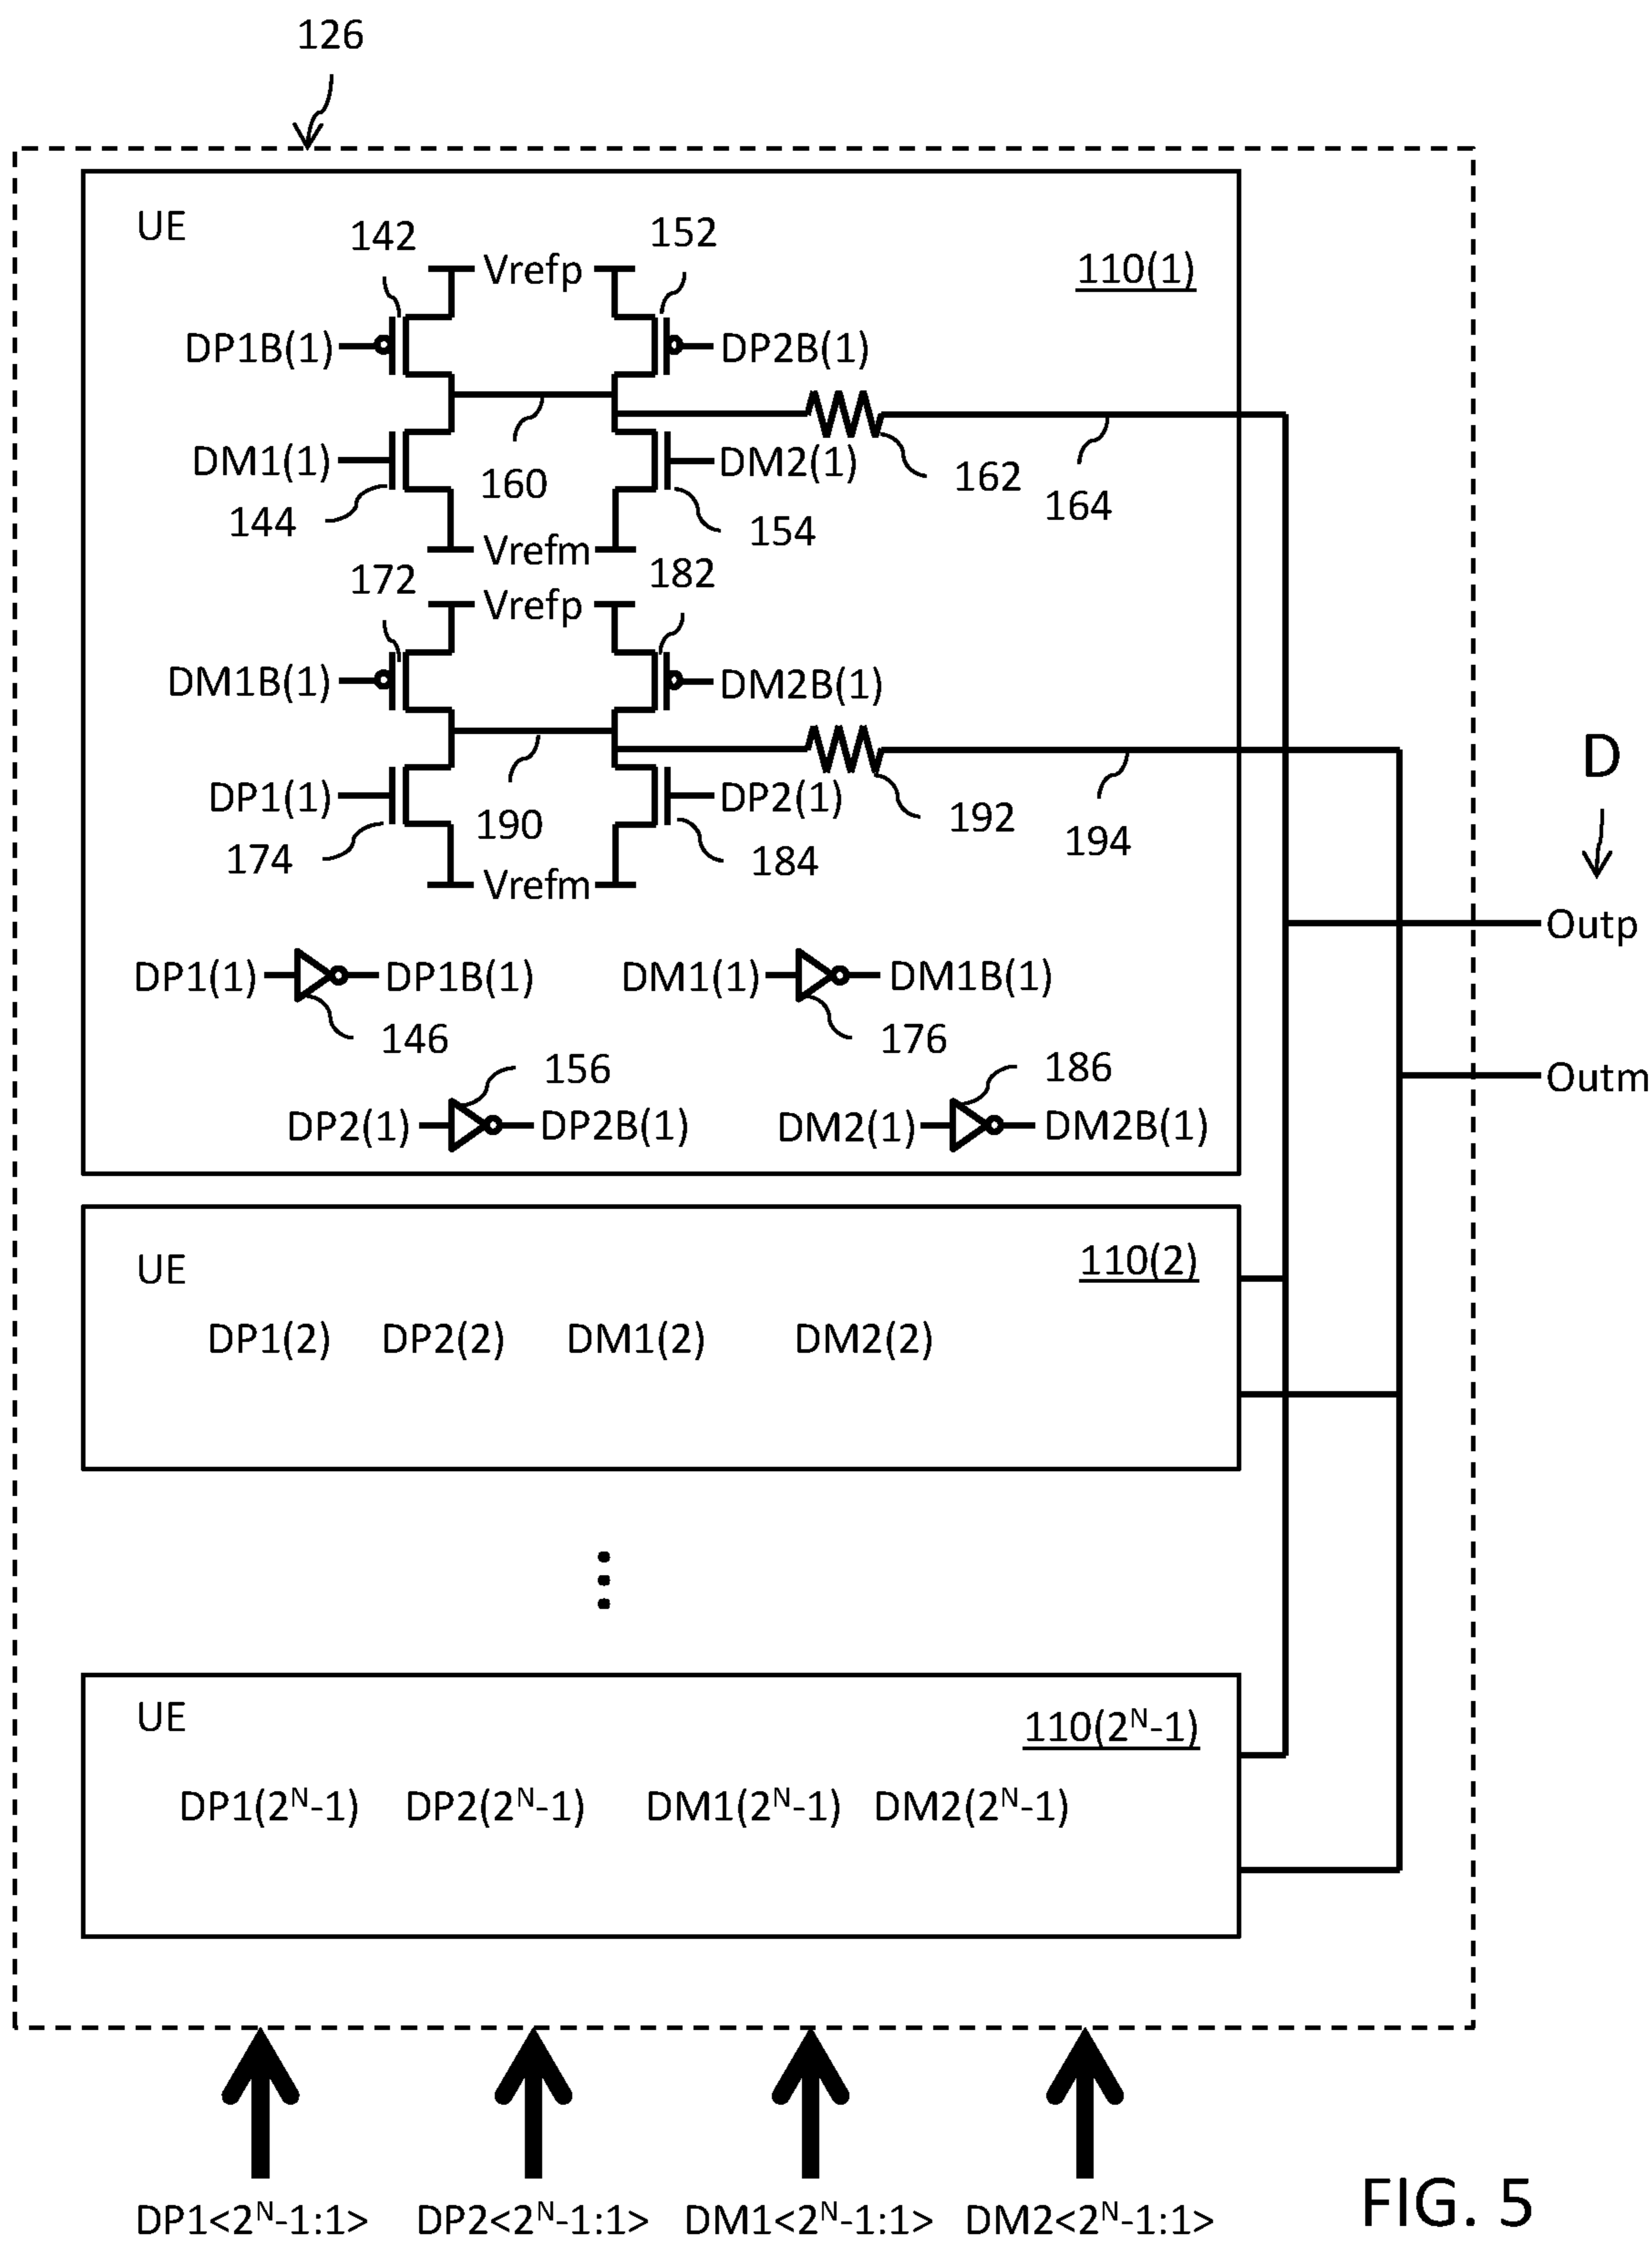 126
UE
142
152
110(1)
Vrefp
DP1B(1)
DP2B(1)
DM1(1)
DM2(1)
160
162
164
144
154
Vrefm
172
182
Vrefp
DM1B(1)
DM2B(1)
D
DP1(1)
DP2(1)
190
192
194
174
184
Vrefm
Outp
DP1(1) DP1B(1) DM1(1) DM1B(1)
146
176
156
186
Outm
DP2(1) DP2B(1) DM2(1) DM2B(1)
UE
110(2)
DP1(2) DP2(2) DM1(2) DM2(2)
UE
110(2ᴺ-1)
DP1(2ᴺ-1) DP2(2ᴺ-1) DM1(2ᴺ-1) DM2(2ᴺ-1)
DP1<2ᴺ-1:1> DP2<2ᴺ-1:1> DM1<2ᴺ-1:1> DM2<2ᴺ-1:1>
FIG. 5